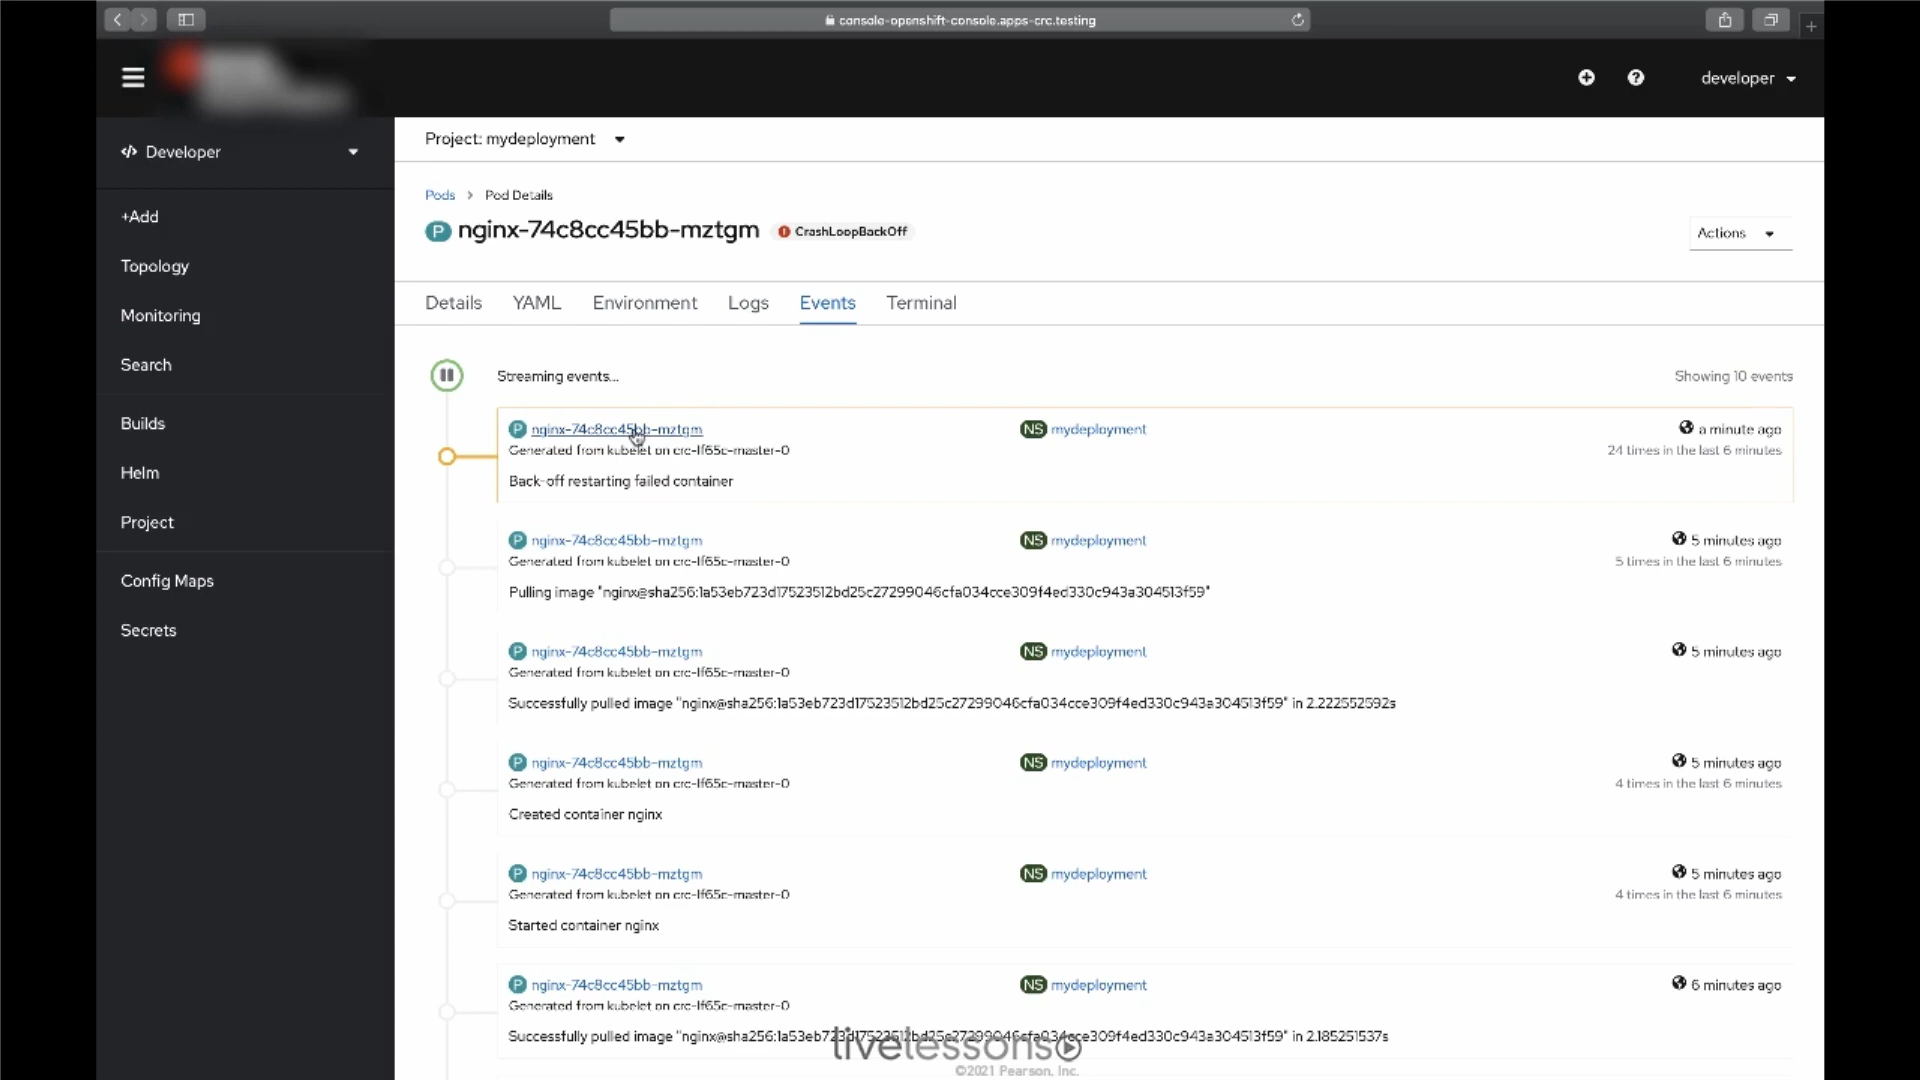 console-openshift-console.apps-crc.testing
developer
Developer
Project: mydeployment
Pods > Pod Details
P nginx-74c8cc45bb-mztgm CrashLoopBackOff
Actions
+Add
Topology
Monitoring
Search
Builds
Helm
Project
Config Maps
Secrets
Details YAML Environment Logs Events Terminal
Streaming events...
Showing 10 events
P nginx-74c8cc45bb-mztgm NS mydeployment a minute ago
Generated from kubelet on crc-lf65c-master-0 24 times in the last 6 minutes
Back-off restarting failed container
P nginx-74c8cc45bb-mztgm NS mydeployment 5 minutes ago
Generated from kubelet on crc-lf65c-master-0 5 times in the last 6 minutes
Pulling image "nginx@sha256:1a53eb723d17523512bd25c27299046cfa034cce309f4ed330c943a304513f59"
P nginx-74c8cc45bb-mztgm NS mydeployment 5 minutes ago
Generated from kubelet on crc-lf65c-master-0
Successfully pulled image "nginx@sha256:1a53eb723d17523512bd25c27299046cfa034cce309f4ed330c943a304513f59" in 2.222552592s
P nginx-74c8cc45bb-mztgm NS mydeployment 5 minutes ago
Generated from kubelet on crc-lf65c-master-0 4 times in the last 6 minutes
Created container nginx
P nginx-74c8cc45bb-mztgm NS mydeployment 5 minutes ago
Generated from kubelet on crc-lf65c-master-0 4 times in the last 6 minutes
Started container nginx
P nginx-74c8cc45bb-mztgm NS mydeployment 6 minutes ago
Generated from kubelet on crc-lf65c-master-0
Successfully pulled image "nginx@sha256:1a53eb723d17523512bd25c27299046cfa034cce309f4ed330c943a304513f59" in 2.185251537s
livelessons
©2021 Pearson, Inc.